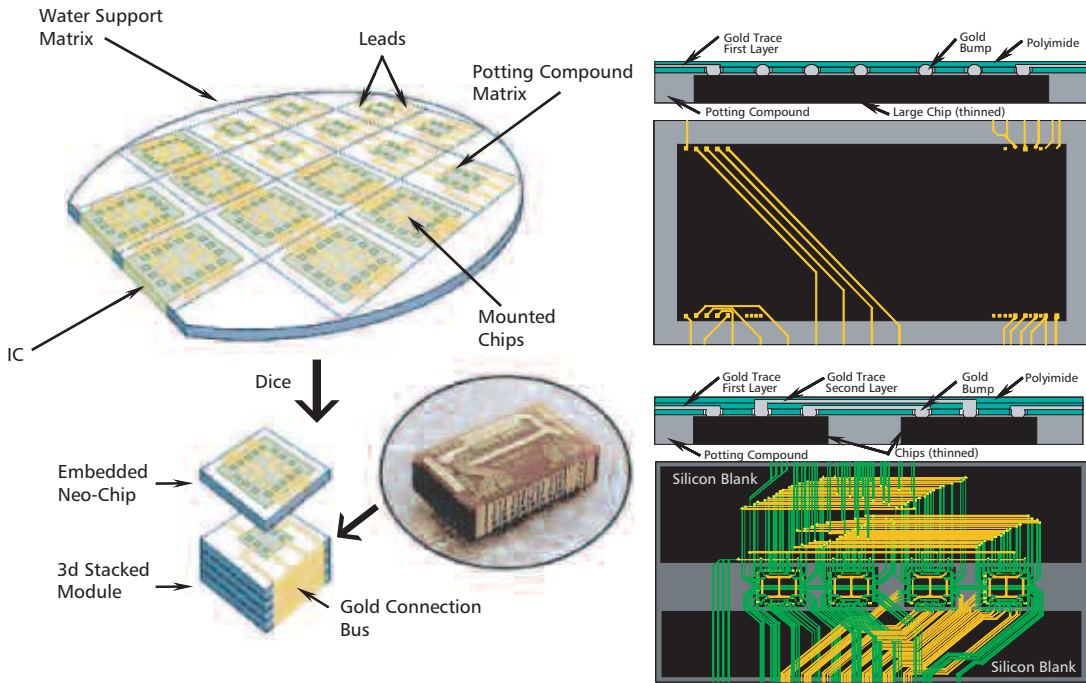 Water Support
Matrix
Leads
Potting Compound
Matrix
Mounted
Chips
IC
Dice
Embedded
Neo-Chip
3d Stacked
Module
Gold Connection
Bus
Gold Trace
First Layer
Gold
Bump
Polyimide
Potting Compound
Large Chip (thinned)
Gold Trace
First Layer
Gold Trace
Second Layer
Gold
Bump
Polyimide
Potting Compound
Chips (thinned)
Silicon Blank
Silicon Blank